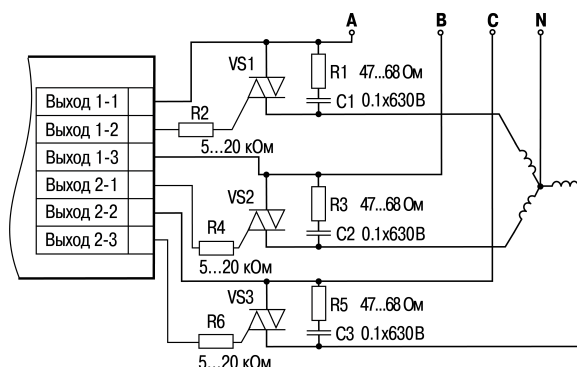 A
B
C
N
VS1
R1 47...68 Ом
C1 0.1x630В
Выход 1-1
Выход 1-2
R2
5...20 кОм
Выход 1-3
Выход 2-1
VS2
R3 47...68 Ом
R4
C2 0.1x630В
5...20 кОм
Выход 2-2
Выход 2-3
VS3
R5 47...68 Ом
R6
C3 0.1x630В
5...20 кОм